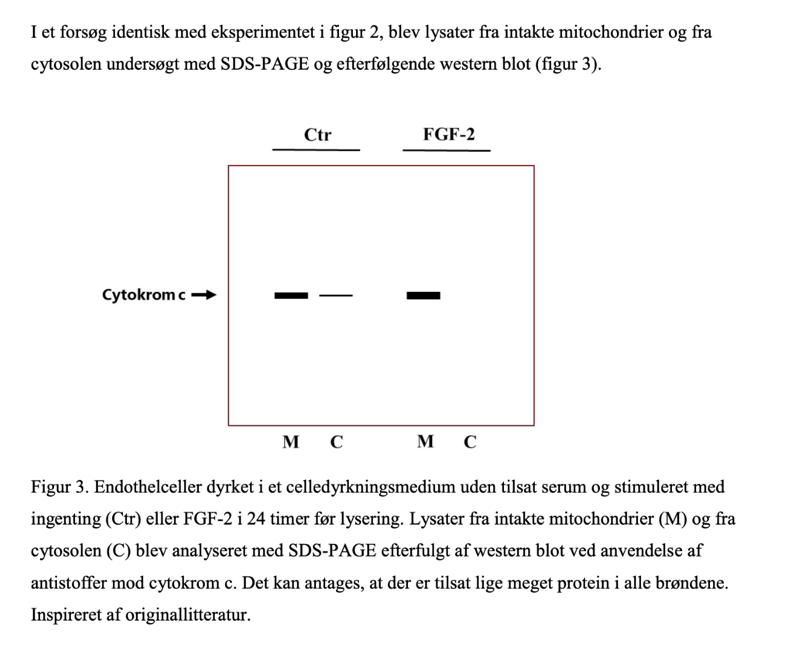 I et forsøg identisk med eksperimentet i figur 2, blev lysater fra intakte mitochondrier og fra
cytosolen undersøgt med SDS-PAGE og efterfølgende western blot (figur 3).
Ctr FGF-2
Cytokrom c
M C M C
Figur 3. Endothelceller dyrket i et celledyrkningsmedium uden tilsat serum og stimuleret med
ingenting (Ctr) eller FGF-2 i 24 timer før lysering. Lysater fra intakte mitochondrier (M) og fra
cytosolen (C) blev analyseret med SDS-PAGE efterfulgt af western blot ved anvendelse af
antistoffer mod cytokrom c. Det kan antages, at der er tilsat lige meget protein i alle brøndene.
Inspireret af originallitteratur.